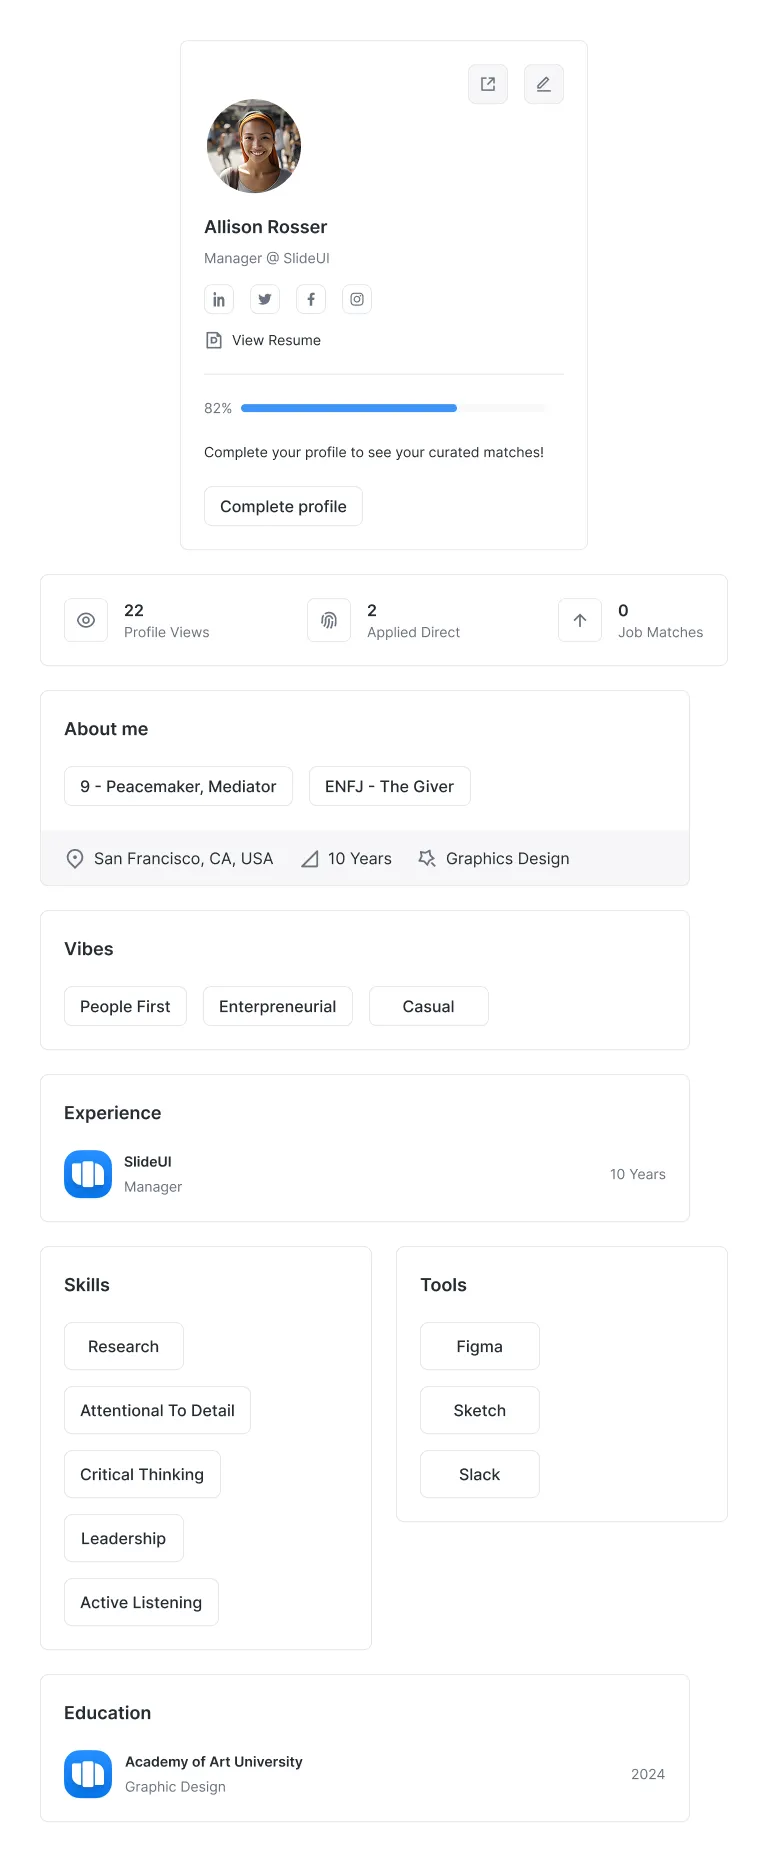 Allison Rosser
Manager @ SlideUI
View Resume
82%
Complete your profile to see your curated matches!
Complete profile
22
Profile Views
2
Applied Direct
0
Job Matches
About me
9 - Peacemaker, Mediator
ENFJ - The Giver
San Francisco, CA, USA
10 Years
Graphics Design
Vibes
People First
Enterpreneurial
Casual
Experience
SlideUI
Manager
10 Years
Skills
Research
Attentional To Detail
Critical Thinking
Leadership
Active Listening
Tools
Figma
Sketch
Slack
Education
Academy of Art University
Graphic Design
2024